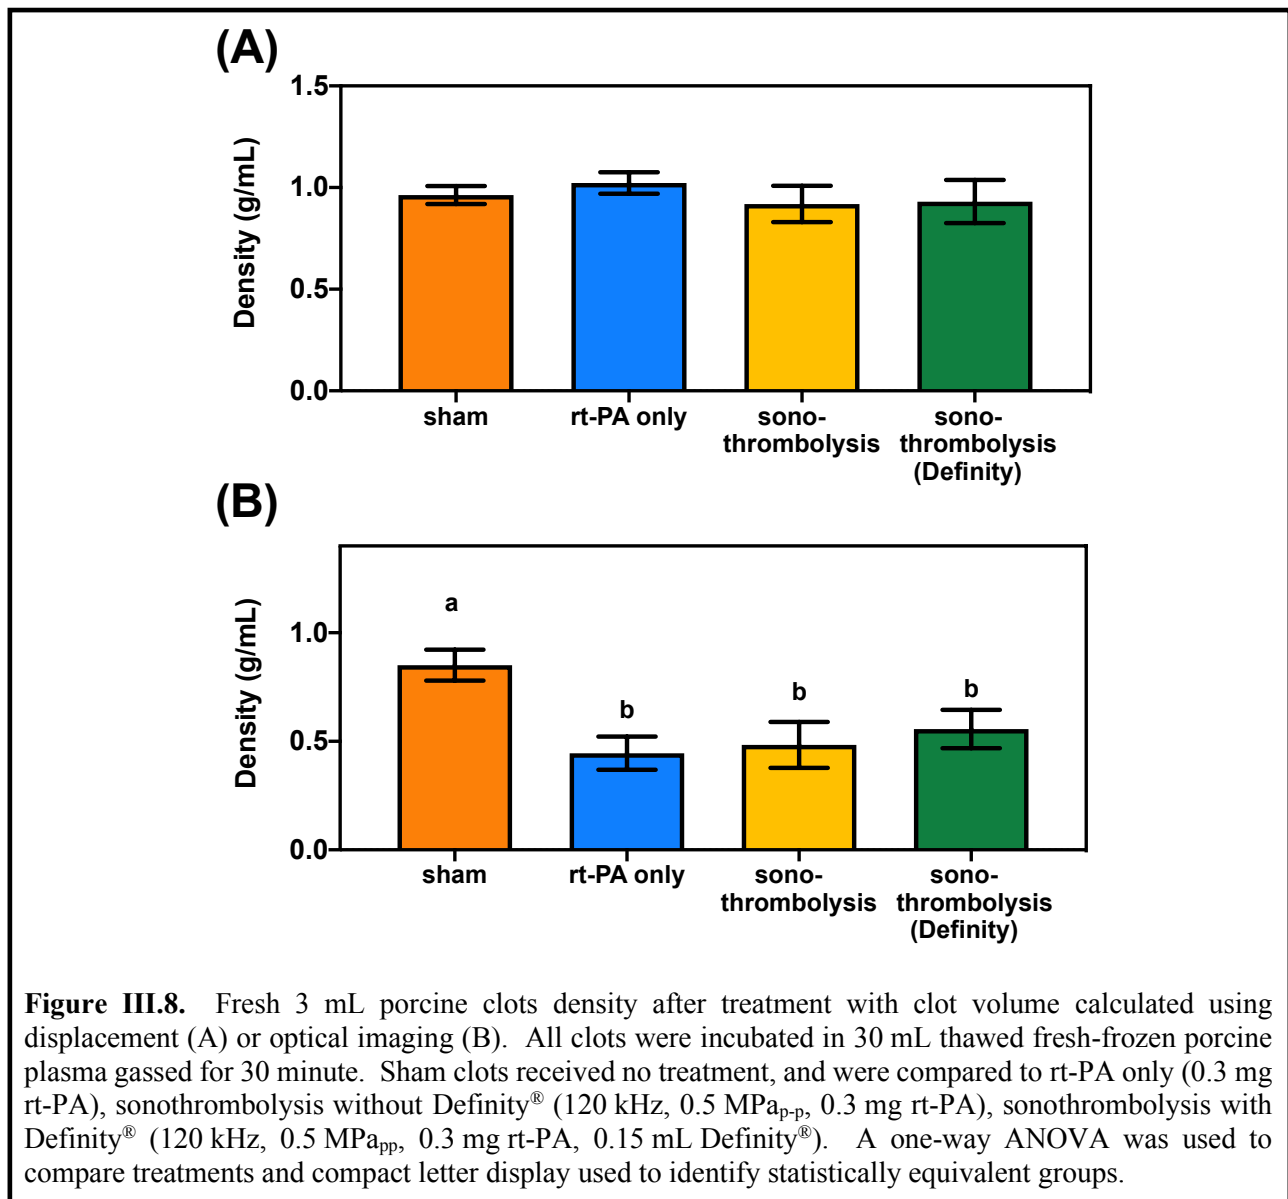 (A)
1.5
1.0
0.5
0.0
Density (g/mL)
sham rt-PA only sono- sono-
thrombolysis thrombolysis
(Definity)
(B)
a
b b b
1.0
0.5
0.0
Density (g/mL)
sham rt-PA only sono- sono-
thrombolysis thrombolysis
(Definity)
Figure III.8. Fresh 3 mL porcine clots density after treatment with clot volume calculated using
displacement (A) or optical imaging (B). All clots were incubated in 30 mL thawed fresh-frozen porcine
plasma gassed for 30 minute. Sham clots received no treatment, and were compared to rt-PA only (0.3 mg
rt-PA), sonothrombolysis without Definity® (120 kHz, 0.5 MPap-p, 0.3 mg rt-PA), sonothrombolysis with
Definity® (120 kHz, 0.5 MPapp, 0.3 mg rt-PA, 0.15 mL Definity®). A one-way ANOVA was used to
compare treatments and compact letter display used to identify statistically equivalent groups.